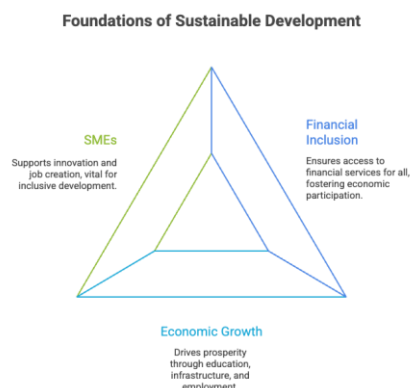 Foundations of Sustainable Development
SMEs
Supports innovation and
job creation, vital for
inclusive development.
Financial
Inclusion
Ensures access to
financial services for all,
fostering economic
participation.
Economic Growth
Drives prosperity
through education,
infrastructure, and
employment